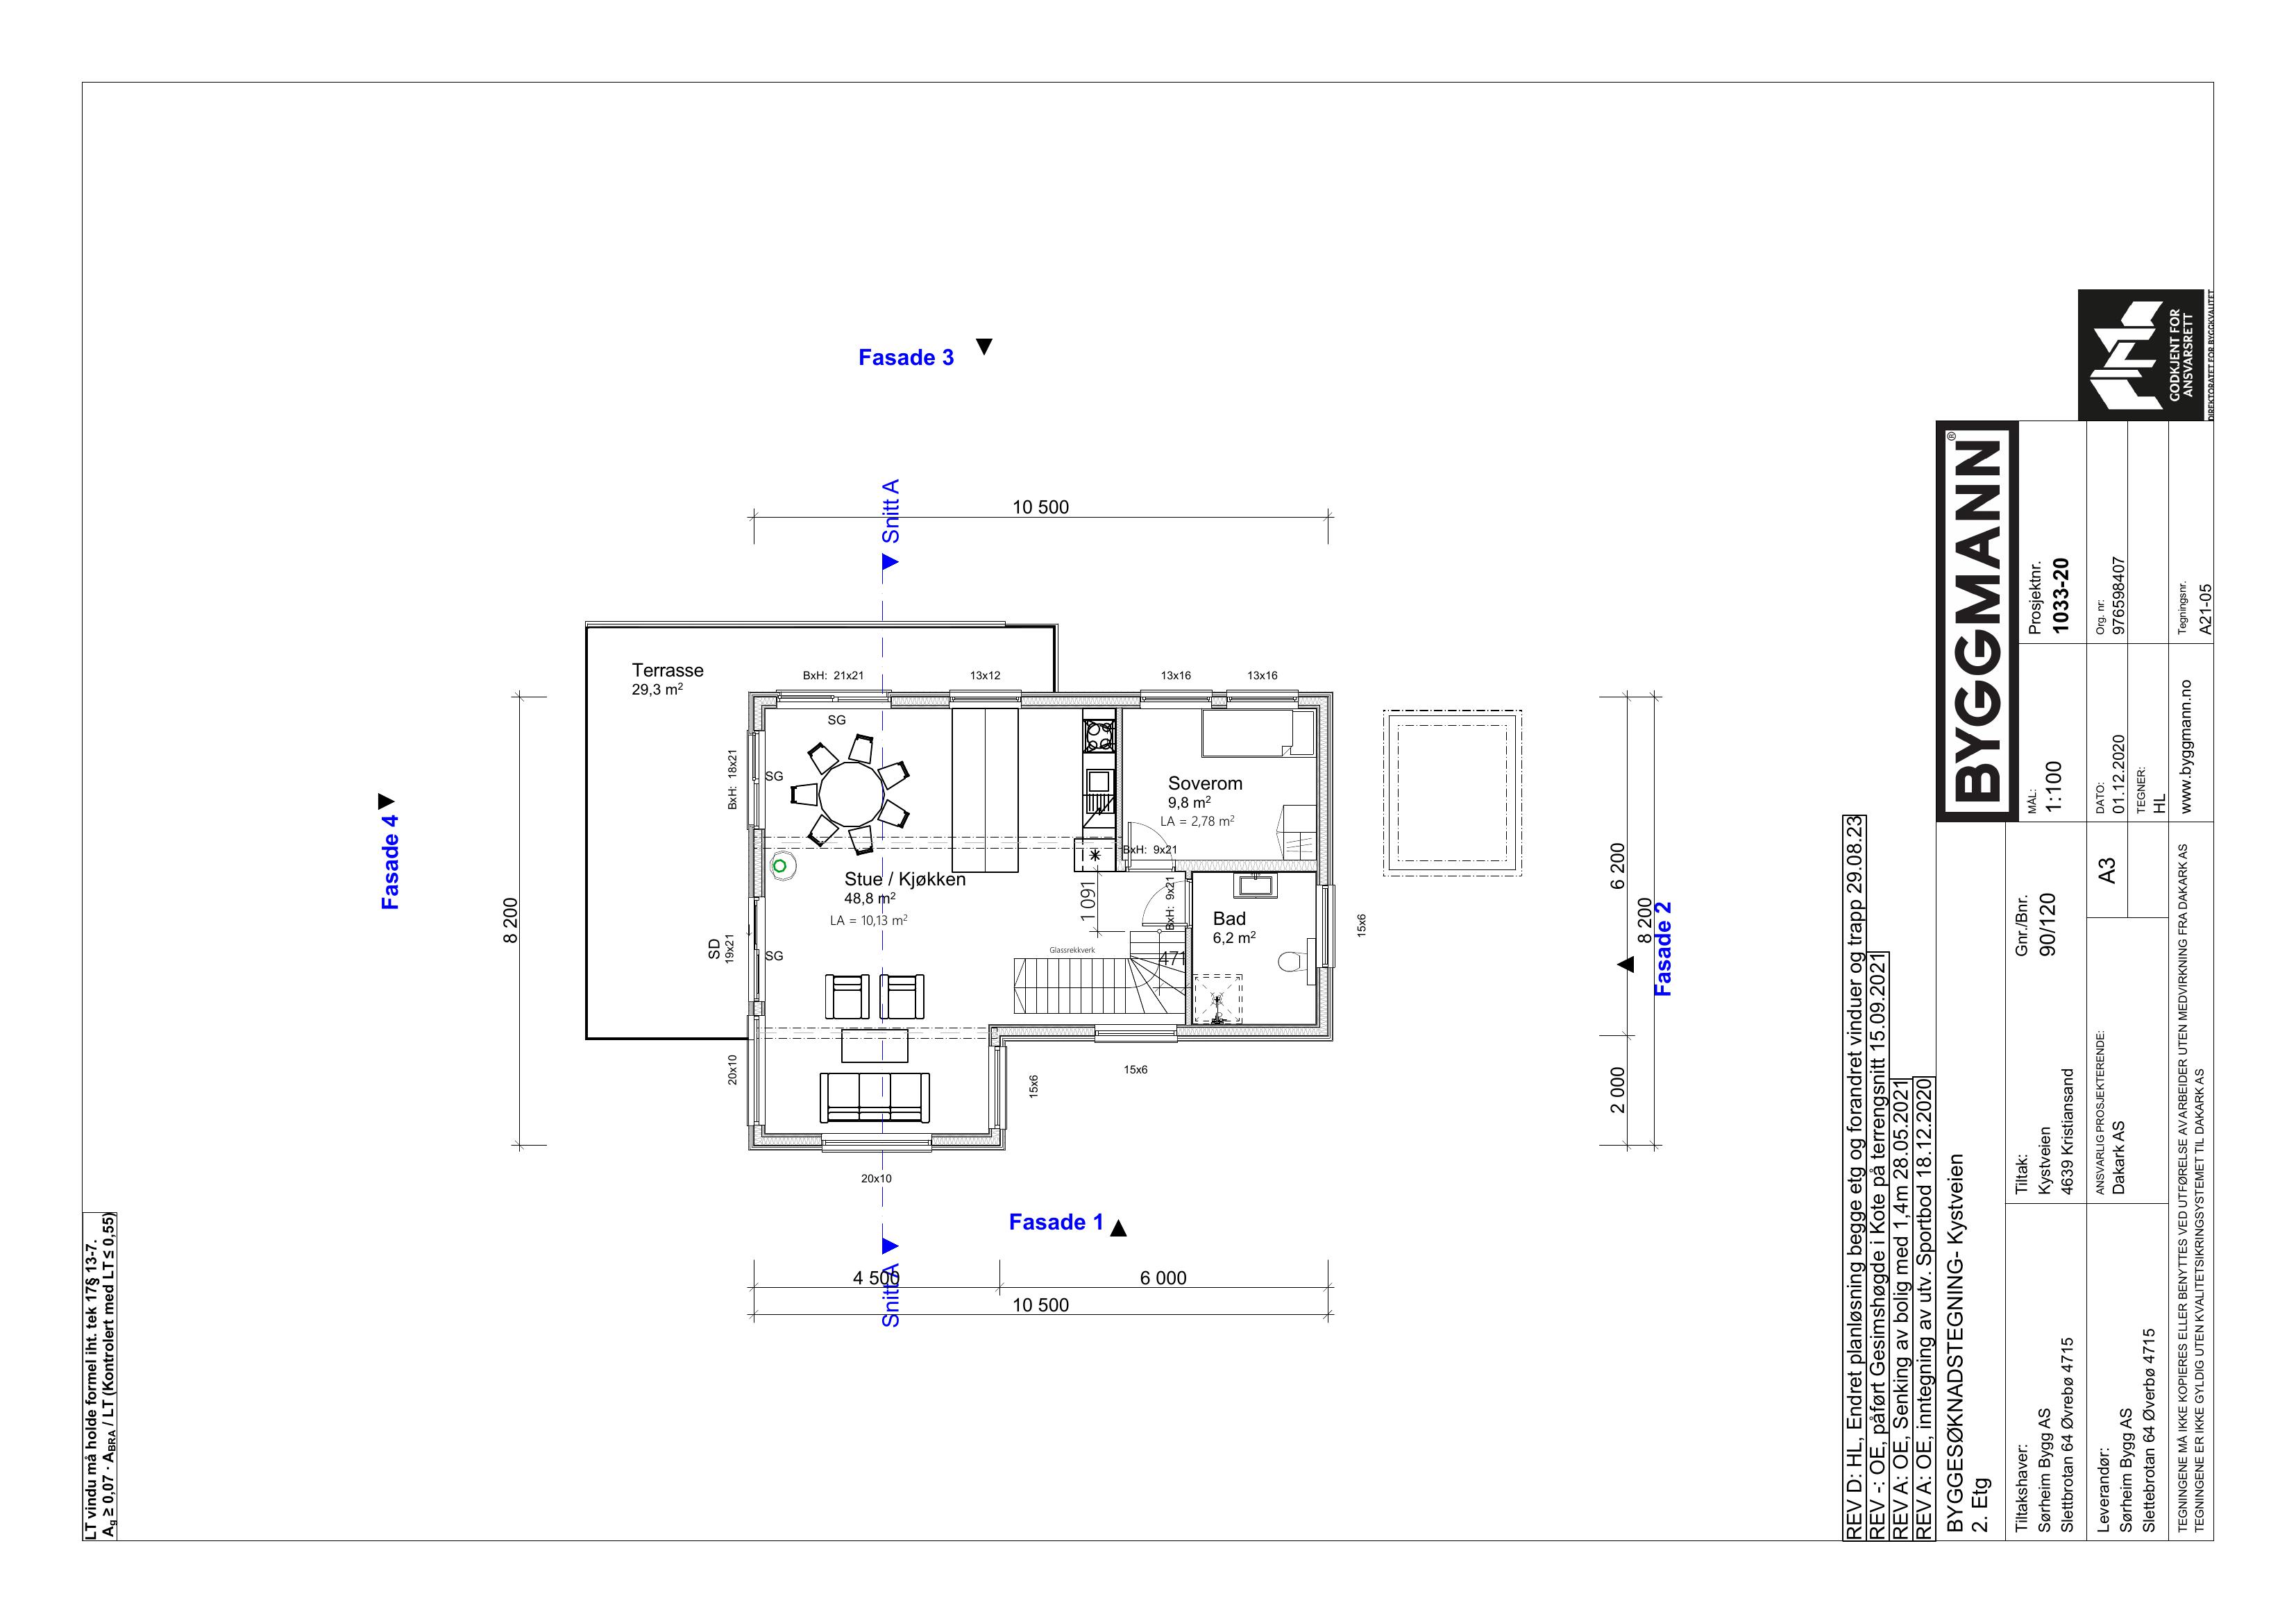 Fasade 3
Snitt A
10 500
Terrasse
29,3 m²
BxH: 21x21
13x12
13x16
13x16
SG
BxH: 18x21
SG
Soverom
9,8 m²
LA = 2,78 m²
BxH: 9x21
Fasade 4
8 200
Stue / Kjøkken
48,8 m²
LA = 10,13 m²
1 091
BxH: 9x21
Bad
6,2 m²
15x6
SD
19x21
SG
Glassrekkverk
471
6 200
8 200
Fasade 2
2 000
20x10
15x6
15x6
20x10
Fasade 1
Snitt A
4 500
6 000
10 500
LT vindu må holde formel iht. tek 17§ 13-7.
Ag ≥ 0,07 · ABRA / LT (Kontrolert med LT ≤ 0,55)
REV D: HL, Endret planløsning begge etg og forandret vinduer og trapp 29.08.23
REV -: OE, påført Gesimshøgde i Kote på terrengsnitt 15.09.2021
REV A: OE, Senking av bolig med 1,4m 28.05.2021
REV A: OE, inntegning av utv. Sportbod 18.12.2020
BYGGESØKNADSTEGNING- Kystveien
2. Etg
BYGGMANN®
Tiltakshaver:
Sørheim Bygg AS
Slettbrotan 64 Øvrebø 4715
Tiltak:
Kystveien
4639 Kristiansand
Gnr./Bnr.
90/120
MÅL:
1:100
Prosjektnr.
1033-20
Leverandør:
Sørheim Bygg AS
Slettebrotan 64 Øverbø 4715
ANSVARLIG PROSJEKTERENDE:
Dakark AS
A3
DATO:
01.12.2020
TEGNER:
HL
Org. nr:
976598407
TEGNINGENE MÅ IKKE KOPIERES ELLER BENYTTES VED UTFØRELSE AV ARBEIDER UTEN MEDVIRKNING FRA DAKARK AS
TEGNINGENE ER IKKE GYLDIG UTEN KVALITETSIKRINGSYSTEMET TIL DAKARK AS
www.byggmann.no
Tegningsnr.
A21-05
GODKJENT FOR
ANSVARSRETT
DIREKTORATET FOR BYGGKVALITET